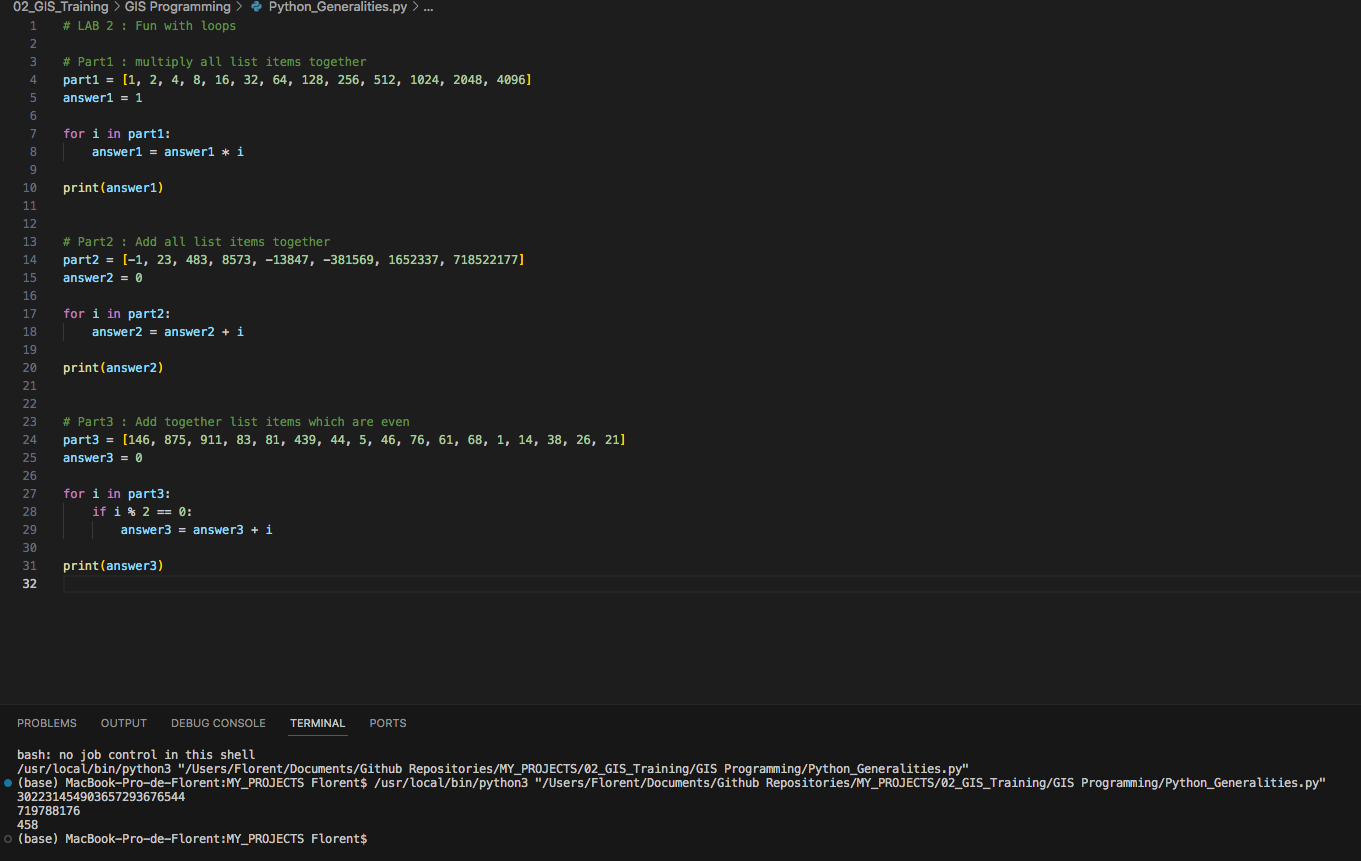 02_GIS_Training > GIS Programming > Python_Generalities.py > ...
1 # LAB 2 : Fun with loops
2
3 # Part1 : multiply all list items together
4 part1 = [1, 2, 4, 8, 16, 32, 64, 128, 256, 512, 1024, 2048, 4096]
5 answer1 = 1
6
7 for i in part1:
8     answer1 = answer1 * i
9
10 print(answer1)
11
12
13 # Part2 : Add all list items together
14 part2 = [-1, 23, 483, 8573, -13847, -381569, 1652337, 718522177]
15 answer2 = 0
16
17 for i in part2:
18     answer2 = answer2 + i
19
20 print(answer2)
21
22
23 # Part3 : Add together list items which are even
24 part3 = [146, 875, 911, 83, 81, 439, 44, 5, 46, 76, 61, 68, 1, 14, 38, 26, 21]
25 answer3 = 0
26
27 for i in part3:
28     if i % 2 == 0:
29         answer3 = answer3 + i
30
31 print(answer3)
32
PROBLEMS OUTPUT DEBUG CONSOLE TERMINAL PORTS
bash: no job control in this shell
/usr/local/bin/python3 "/Users/Florent/Documents/Github Repositories/MY_PROJECTS/02_GIS_Training/GIS Programming/Python_Generalities.py"
(base) MacBook-Pro-de-Florent:MY_PROJECTS Florent$ /usr/local/bin/python3 "/Users/Florent/Documents/Github Repositories/MY_PROJECTS/02_GIS_Training/GIS Programming/Python_Generalities.py"
302231454903657293676544
719788176
458
(base) MacBook-Pro-de-Florent:MY_PROJECTS Florent$